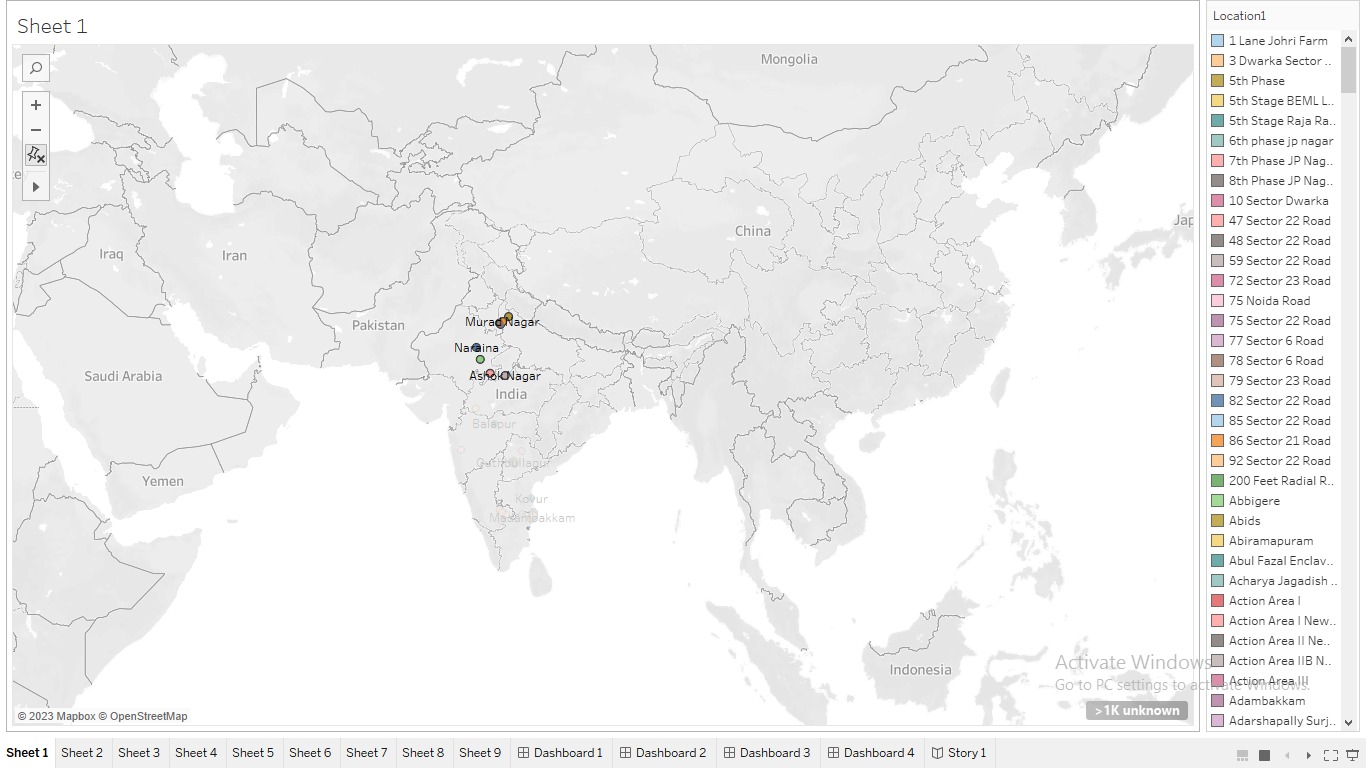 Sheet 1
Location1
Mongolia
Jap
China
Iraq
Iran
Pakistan
Murad Nagar
Naraina
Saudi Arabia
Ashok Nagar
India
Balapur
Quthbullapur
Yemen
Kovur
Madambakkam
Indonesia
© 2023 Mapbox © OpenStreetMap
>1K unknown
1 Lane Johri Farm
3 Dwarka Sector ..
5th Phase
5th Stage BEML L..
5th Stage Raja Ra..
6th phase jp nagar
7th Phase JP Nag..
8th Phase JP Nag..
10 Sector Dwarka
47 Sector 22 Road
48 Sector 22 Road
59 Sector 22 Road
72 Sector 23 Road
75 Noida Road
75 Sector 22 Road
77 Sector 6 Road
78 Sector 6 Road
79 Sector 23 Road
82 Sector 22 Road
85 Sector 22 Road
86 Sector 21 Road
92 Sector 22 Road
200 Feet Radial R..
Abbigere
Abids
Abiramapuram
Abul Fazal Enclav..
Acharya Jagadish ..
Action Area I
Action Area I New..
Action Area II Ne..
Action Area IIB N..
Action Area III
Adambakkam
Adarshapally Surj..
Activate Windows
Go to PC settings to activate Windows.
Sheet 1 Sheet 2 Sheet 3 Sheet 4 Sheet 5 Sheet 6 Sheet 7 Sheet 8 Sheet 9 Dashboard 1 Dashboard 2 Dashboard 3 Dashboard 4 Story 1